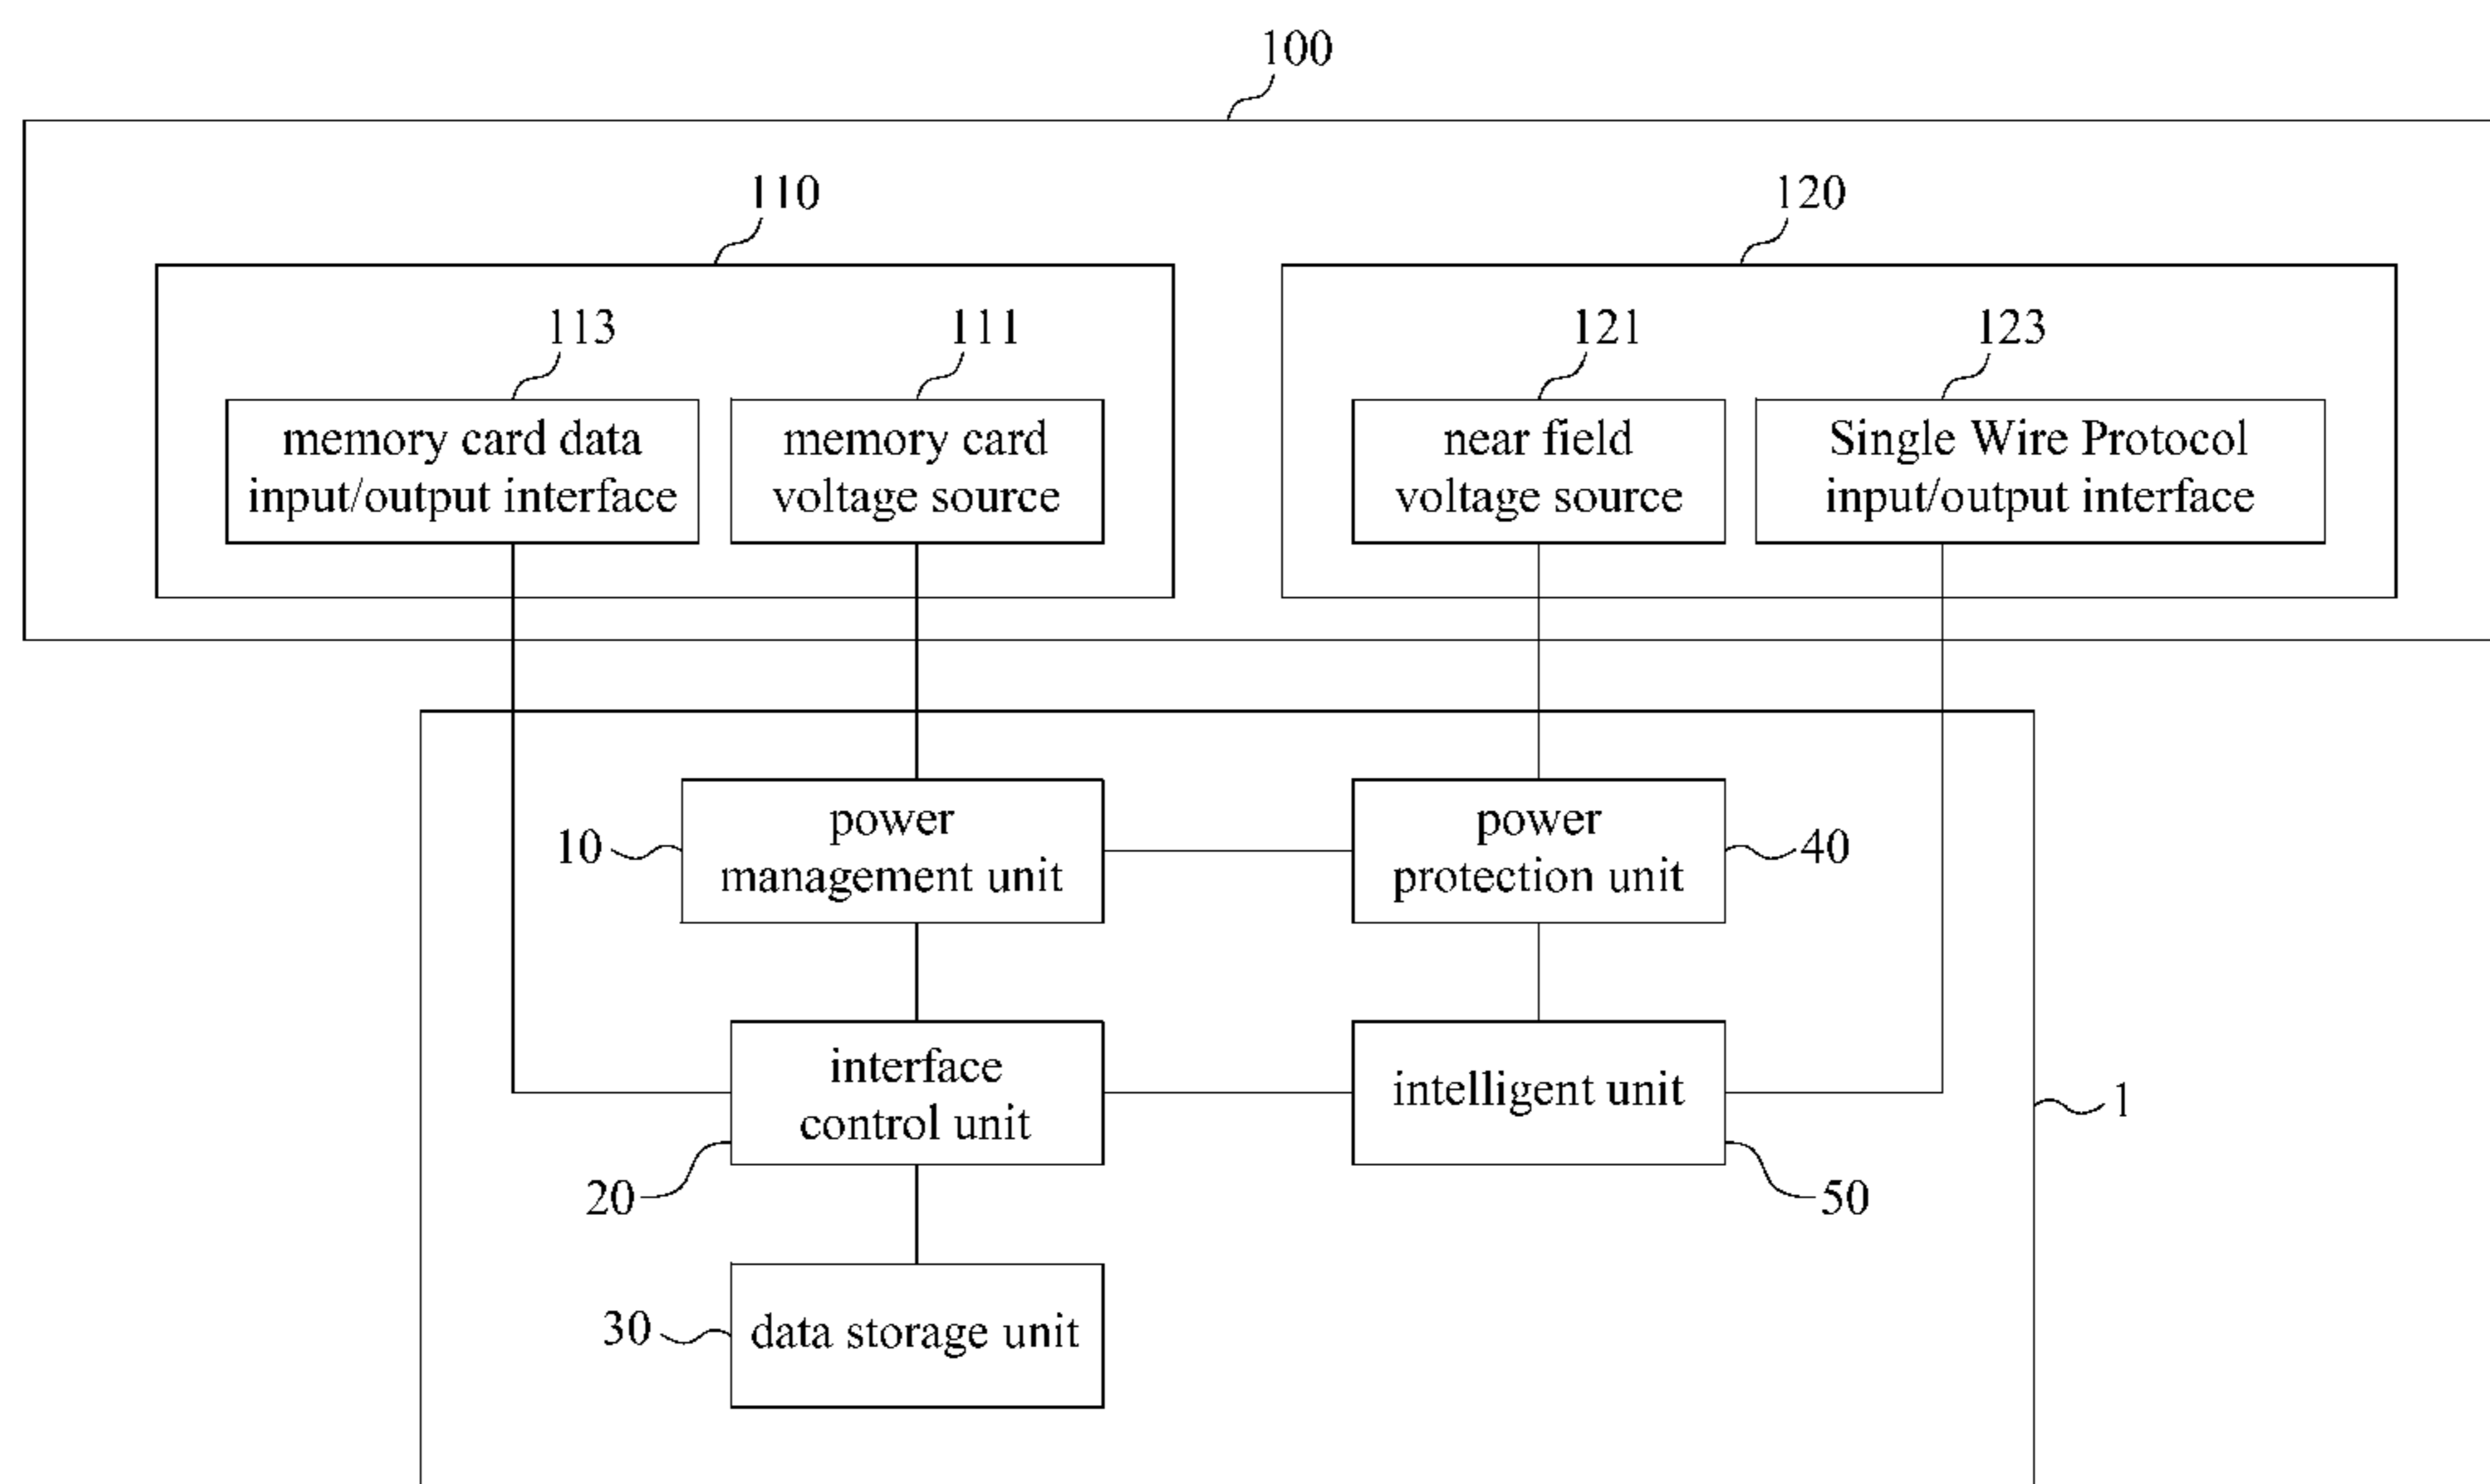 100
110
120
113
111
121
123
memory card data
input/output interface
memory card
voltage source
near field
voltage source
Single Wire Protocol
input/output interface
10
power
management unit
power
protection unit
40
interface
control unit
intelligent unit
1
20
50
30
data storage unit